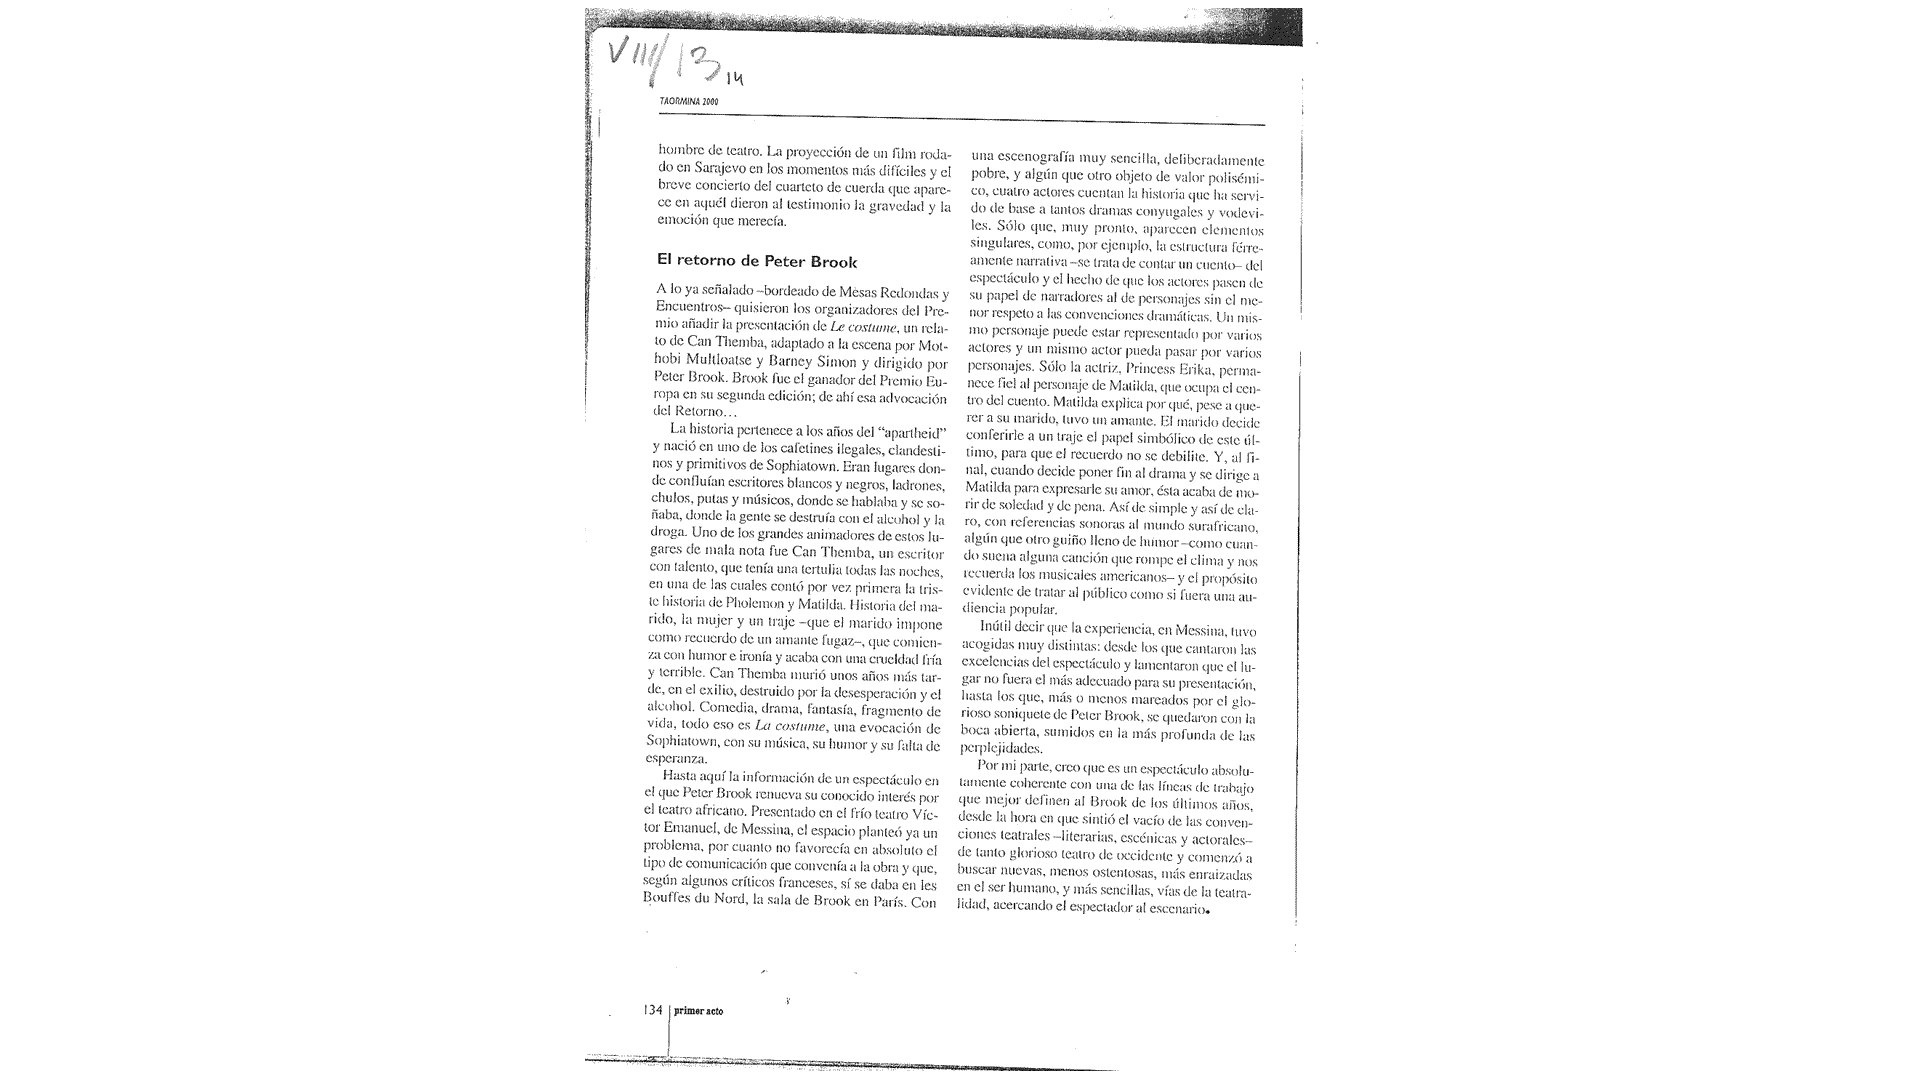 VIII/13 14
TAORMINA 2000
hombre de teatro. La proyección de un film roda-
do en Sarajevo en los momentos más difíciles y el
breve concierto del cuarteto de cuerda que apare-
ce en aquél dieron al testimonio la gravedad y la
emoción que merecía.
El retorno de Peter Brook
A lo ya señalado –bordeado de Mesas Redondas y
Encuentros– quisieron los organizadores del Pre-
mio añadir la presentación de Le costume, un rela-
to de Can Themba, adaptado a la escena por Mot-
hobi Multloatse y Barney Simon y dirigido por
Peter Brook. Brook fue el ganador del Premio Eu-
ropa en su segunda edición; de ahí esa advocación
del Retorno…
La historia pertenece a los años del “apartheid”
y nació en uno de los cafetines ilegales, clandesti-
nos y primitivos de Sophiatown. Eran lugares don-
de confluían escritores blancos y negros, ladrones,
chulos, putas y músicos, donde se hablaba y se so-
ñaba, donde la gente se destruía con el alcohol y la
droga. Uno de los grandes animadores de estos lu-
gares de mala nota fue Can Themba, un escritor
con talento, que tenía una tertulia todas las noches,
en una de las cuales contó por vez primera la tris-
te historia de Pholemon y Matilda. Historia del ma-
rido, la mujer y un traje –que el marido impone
como recuerdo de un amante fugaz–, que comien-
za con humor e ironía y acaba con una crueldad fría
y terrible. Can Themba murió unos años más tar-
de, en el exilio, destruido por la desesperación y el
alcohol. Comedia, drama, fantasía, fragmento de
vida, todo eso es La costume, una evocación de
Sophiatown, con su música, su humor y su falta de
esperanza.
Hasta aquí la información de un espectáculo en
el que Peter Brook renueva su conocido interés por
el teatro africano. Presentado en el frío teatro Víc-
tor Emanuel, de Messina, el espacio planteó ya un
problema, por cuanto no favorecía en absoluto el
tipo de comunicación que convenía a la obra y que,
según algunos críticos franceses, sí se daba en les
Bouffes du Nord, la sala de Brook en París. Con
una escenografía muy sencilla, deliberadamente
pobre, y algún que otro objeto de valor polisémi-
co, cuatro actores cuentan la historia que ha servi-
do de base a tantos dramas conyugales y vodevi-
les. Sólo que, muy pronto, aparecen elementos
singulares, como, por ejemplo, la estructura férre-
amente narrativa –se trata de contar un cuento– del
espectáculo y el hecho de que los actores pasen de
su papel de narradores al de personajes sin el me-
nor respeto a las convenciones dramáticas. Un mis-
mo personaje puede estar representado por varios
actores y un mismo actor pueda pasar por varios
personajes. Sólo la actriz, Princess Erika, perma-
nece fiel al personaje de Matilda, que ocupa el cen-
tro del cuento. Matilda explica por qué, pese a que-
rer a su marido, tuvo un amante. El marido decide
conferirle a un traje el papel simbólico de este úl-
timo, para que el recuerdo no se debilite. Y, al fi-
nal, cuando decide poner fin al drama y se dirige a
Matilda para expresarle su amor, ésta acaba de mo-
rir de soledad y de pena. Así de simple y así de cla-
ro, con referencias sonoras al mundo surafricano,
algún que otro guiño lleno de humor –como cuan-
do suena alguna canción que rompe el clima y nos
recuerda los musicales americanos– y el propósito
evidente de tratar al público como si fuera una au-
diencia popular.
Inútil decir que la experiencia, en Messina, tuvo
acogidas muy distintas: desde los que cantaron las
excelencias del espectáculo y lamentaron que el lu-
gar no fuera el más adecuado para su presentación,
hasta los que, más o menos mareados por el glo-
rioso soniquete de Peter Brook, se quedaron con la
boca abierta, sumidos en la más profunda de las
perplejidades.
Por mi parte, creo que es un espectáculo absolu-
tamente coherente con una de las líneas de trabajo
que mejor definen al Brook de los últimos años,
desde la hora en que sintió el vacío de las conven-
ciones teatrales –literarias, escénicas y actorales–
de tanto glorioso teatro de occidente y comenzó a
buscar nuevas, menos ostentosas, más enraizadas
en el ser humano, y más sencillas, vías de la teatra-
lidad, acercando el espectador al escenario•
134 primer acto